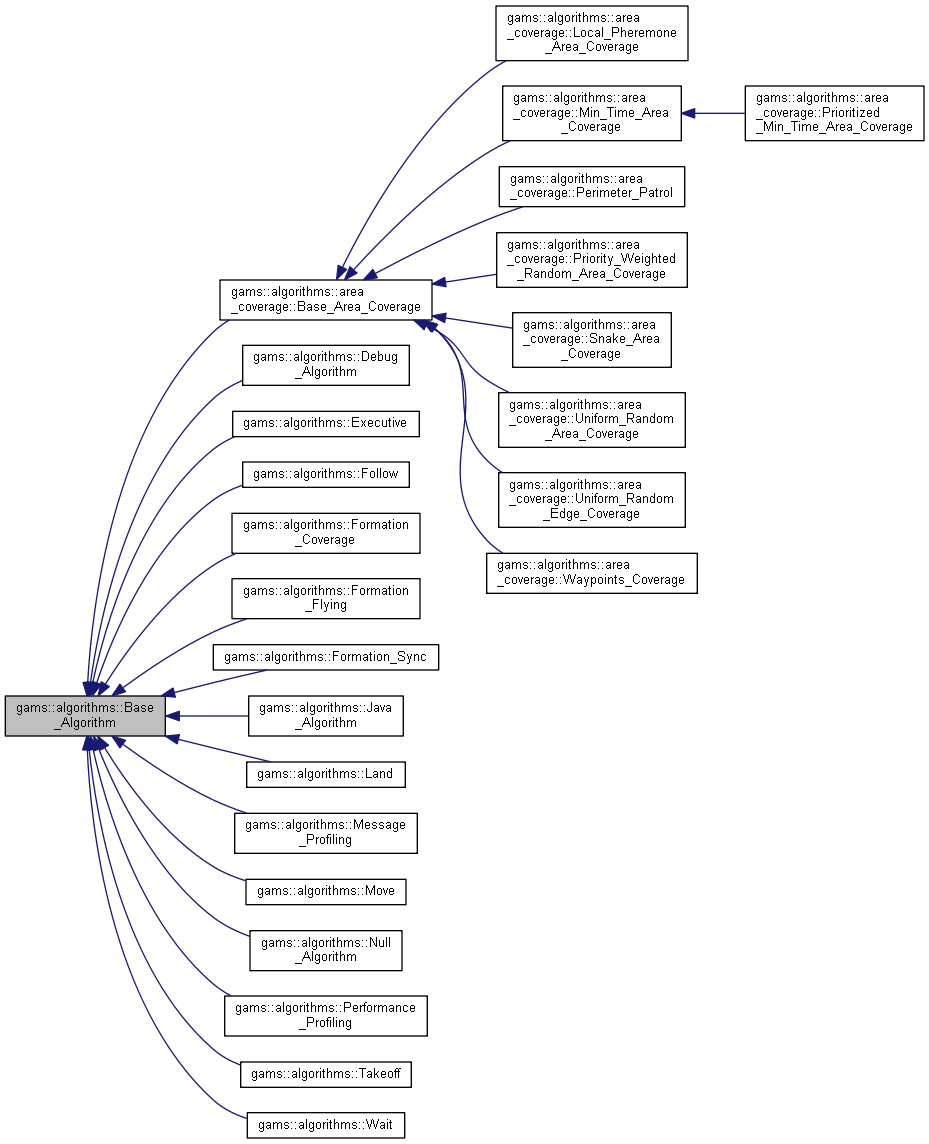 gams::algorithms::area
_coverage::Local_Pheremone
_Area_Coverage
gams::algorithms::area
_coverage::Min_Time_Area
_Coverage
gams::algorithms::area
_coverage::Prioritized
_Min_Time_Area_Coverage
gams::algorithms::area
_coverage::Perimeter_Patrol
gams::algorithms::area
_coverage::Priority_Weighted
_Random_Area_Coverage
gams::algorithms::area
_coverage::Base_Area_Coverage
gams::algorithms::area
_coverage::Snake_Area
_Coverage
gams::algorithms::Debug
_Algorithm
gams::algorithms::area
_coverage::Uniform_Random
_Area_Coverage
gams::algorithms::Executive
gams::algorithms::Follow
gams::algorithms::area
_coverage::Uniform_Random
_Edge_Coverage
gams::algorithms::Formation
_Coverage
gams::algorithms::area
_coverage::Waypoints_Coverage
gams::algorithms::Formation
_Flying
gams::algorithms::Formation_Sync
gams::algorithms::Base
_Algorithm
gams::algorithms::Java
_Algorithm
gams::algorithms::Land
gams::algorithms::Message
_Profiling
gams::algorithms::Move
gams::algorithms::Null
_Algorithm
gams::algorithms::Performance
_Profiling
gams::algorithms::Takeoff
gams::algorithms::Wait